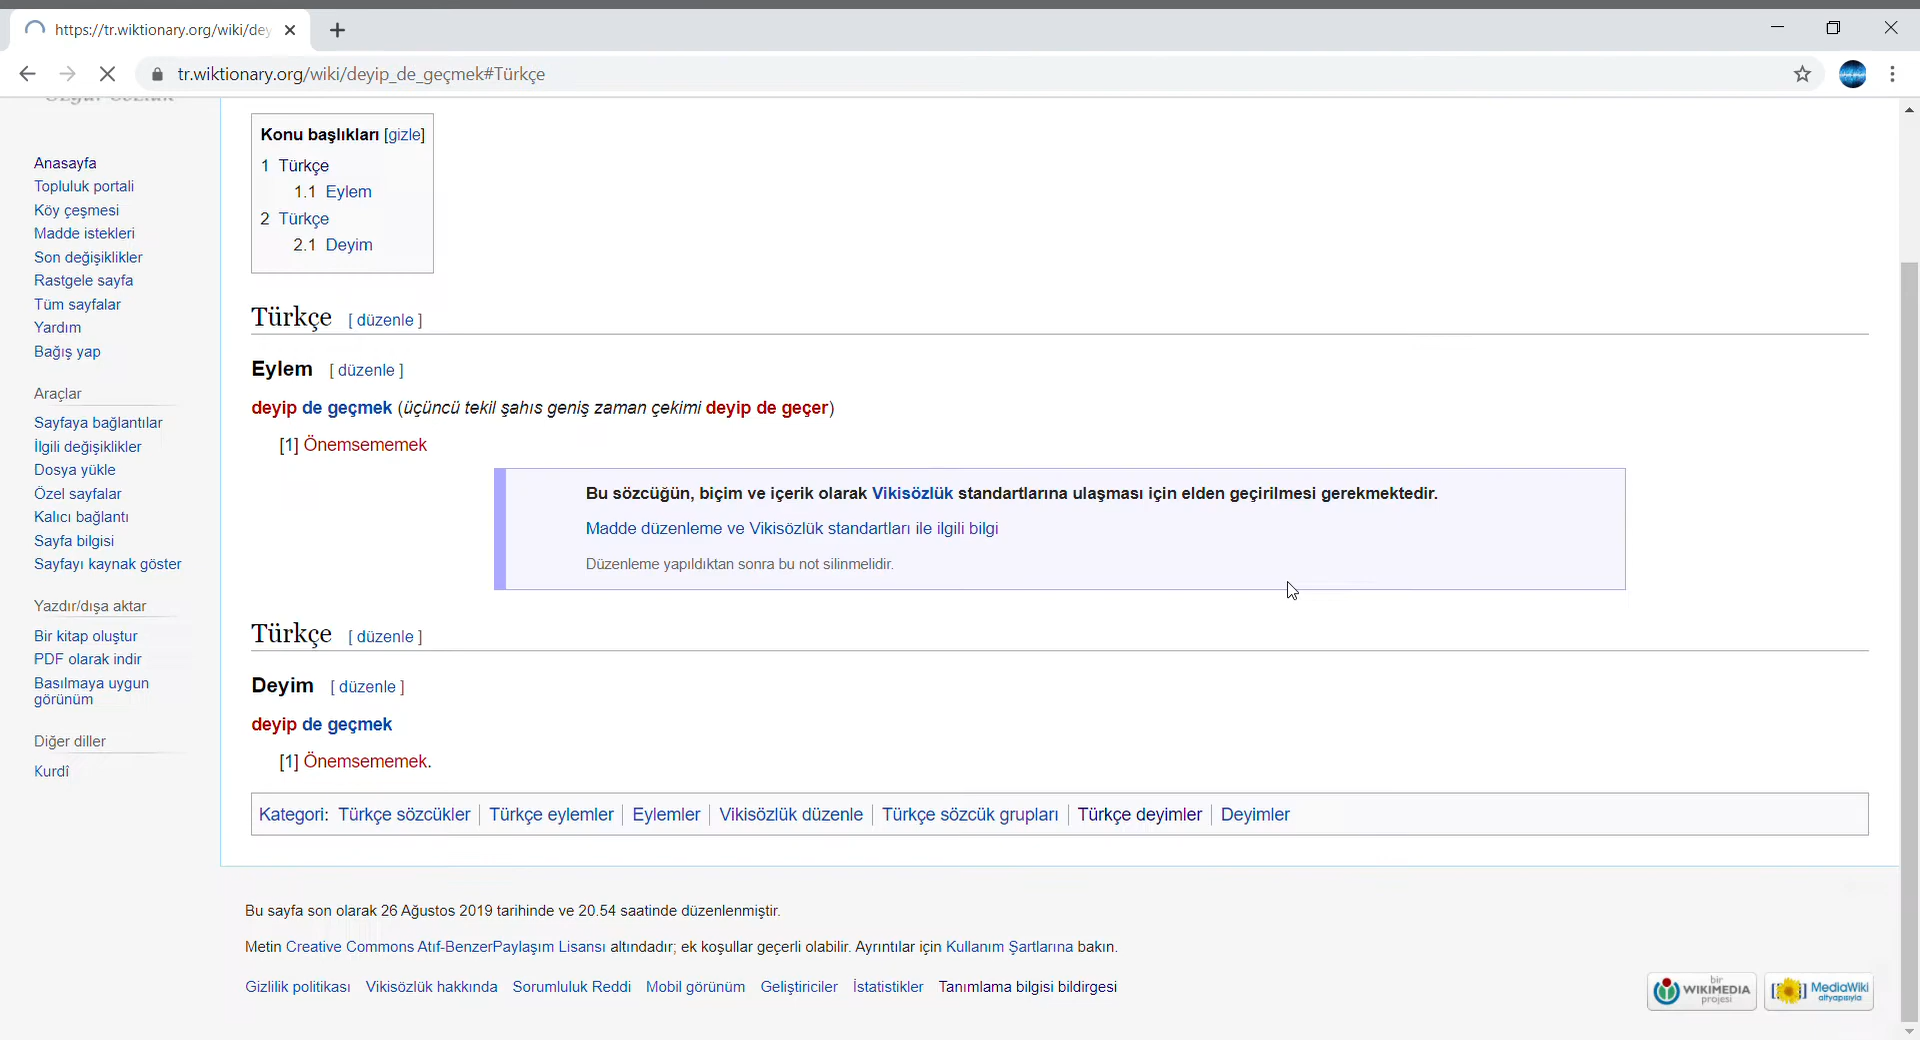 https://tr.wiktionary.org/wiki/dey
tr.wiktionary.org/wiki/deyip_de_geçmek#Türkçe
Anasayfa
Topluluk portali
Köy çeşmesi
Madde istekleri
Son değişiklikler
Rastgele sayfa
Tüm sayfalar
Yardım
Bağış yap
Araçlar
Sayfaya bağlantılar
İlgili değişiklikler
Dosya yükle
Özel sayfalar
Kalıcı bağlantı
Sayfa bilgisi
Sayfayı kaynak göster
Yazdır/dışa aktar
Bir kitap oluştur
PDF olarak indir
Basılmaya uygun
görünüm
Diğer diller
Kurdî
Konu başlıkları [gizle]
1 Türkçe
1.1 Eylem
2 Türkçe
2.1 Deyim
Türkçe [ düzenle ]
Eylem [ düzenle ]
deyip de geçmek (üçüncü tekil şahıs geniş zaman çekimi deyip de geçer)
[1] Önemsememek
Bu sözcüğün, biçim ve içerik olarak Vikisözlük standartlarına ulaşması için elden geçirilmesi gerekmektedir.
Madde düzenleme ve Vikisözlük standartları ile ilgili bilgi
Düzenleme yapıldıktan sonra bu not silinmelidir.
Türkçe [ düzenle ]
Deyim [ düzenle ]
deyip de geçmek
[1] Önemsememek.
Kategori: Türkçe sözcükler | Türkçe eylemler | Eylemler | Vikisözlük düzenle | Türkçe sözcük grupları | Türkçe deyimler | Deyimler
Bu sayfa son olarak 26 Ağustos 2019 tarihinde ve 20.54 saatinde düzenlenmiştir.
Metin Creative Commons Atıf-BenzerPaylaşım Lisansı altındadır; ek koşullar geçerli olabilir. Ayrıntılar için Kullanım Şartlarına bakın.
Gizlilik politikası Vikisözlük hakkında Sorumluluk Reddi Mobil görünüm Geliştiriciler İstatistikler Tanımlama bilgisi bildirgesi
bir
WIKIMEDIA
projesi
MediaWiki
altyapısıyla